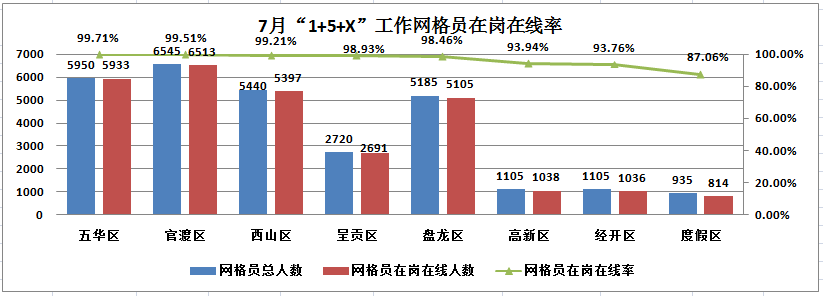 7月“1+5+X”工作网格员在岗在线率
99.71% 99.51% 99.21% 98.93% 98.46% 93.94% 93.76% 87.06%
7000 6000 5000 4000 3000 2000 1000 0
5950 5933 6545 6513 5440 5397 2720 2691 5185 5105 1105 1038 1105 1036 935 814
100.00% 80.00% 60.00% 40.00% 20.00% 0.00%
五华区 官渡区 西山区 呈贡区 盘龙区 高新区 经开区 度假区
网格员总人数 网格员在岗在线人数 网格员在岗在线率